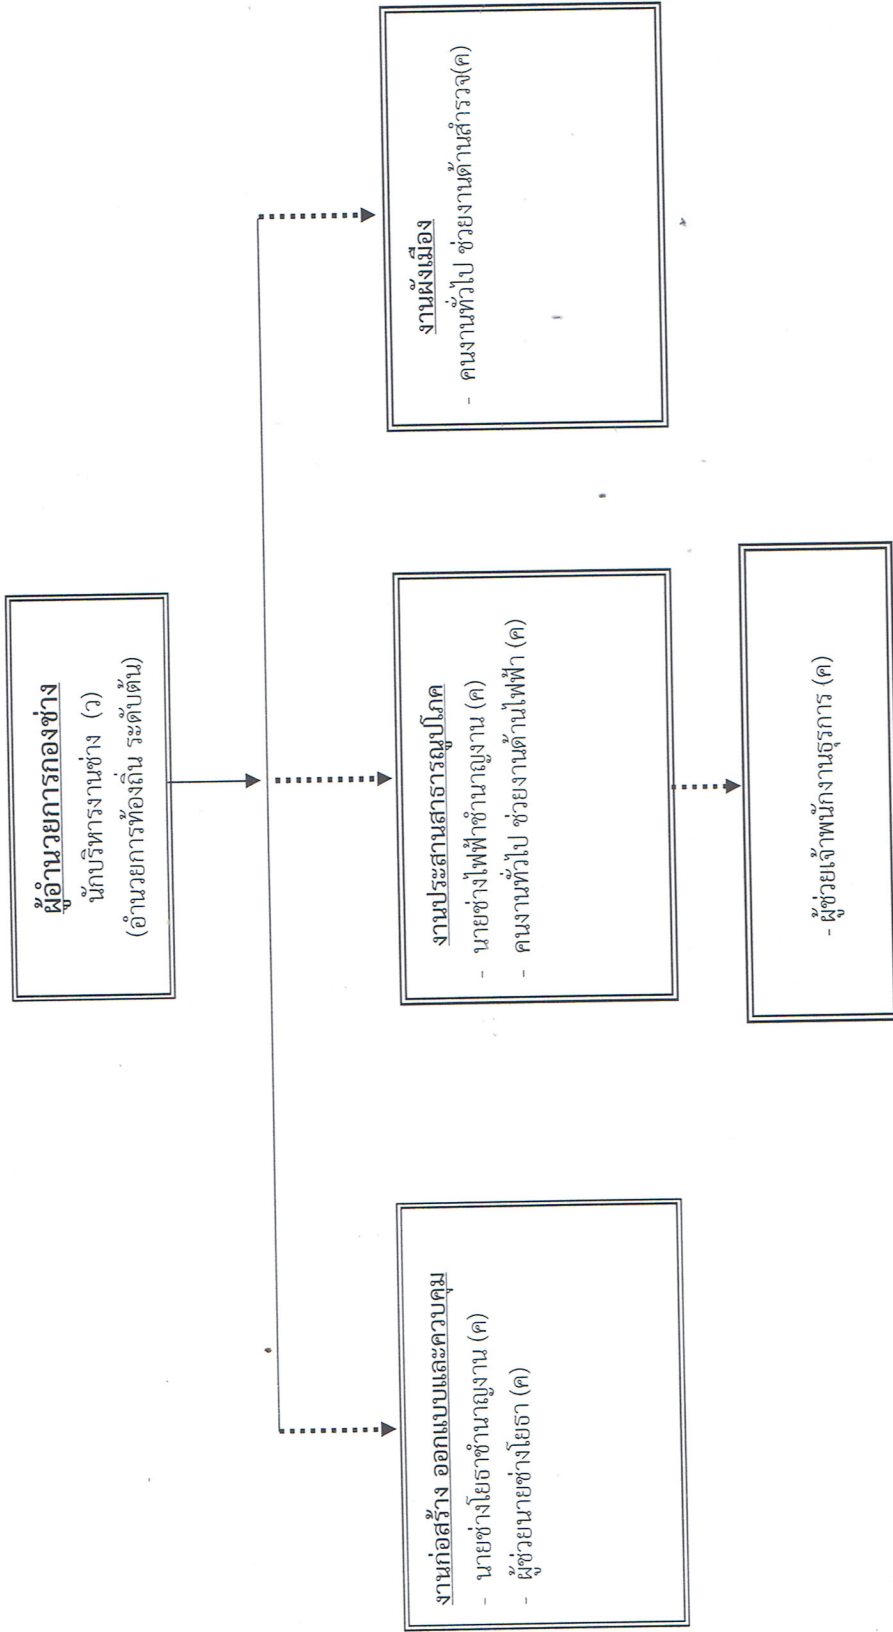 ผู้อำนวยการกองช่าง
นักบริหารงานช่าง (ว)
(อำนวยการท้องถิ่น ระดับต้น)
งานก่อสร้าง ออกแบบและควบคุม
- นายช่างโยธาชำนาญงาน (ค)
- ผู้ช่วยนายช่างโยธา (ค)
งานประสานสาธารณูปโภค
- นายช่างไฟฟ้าชำนาญงาน (ค)
- คนงานทั่วไป ช่วยงานด้านไฟฟ้า (ค)
งานผังเมือง
- คนงานทั่วไป ช่วยงานด้านสำรวจ(ค)
- ผู้ช่วยเจ้าพนักงานธุรการ (ค)